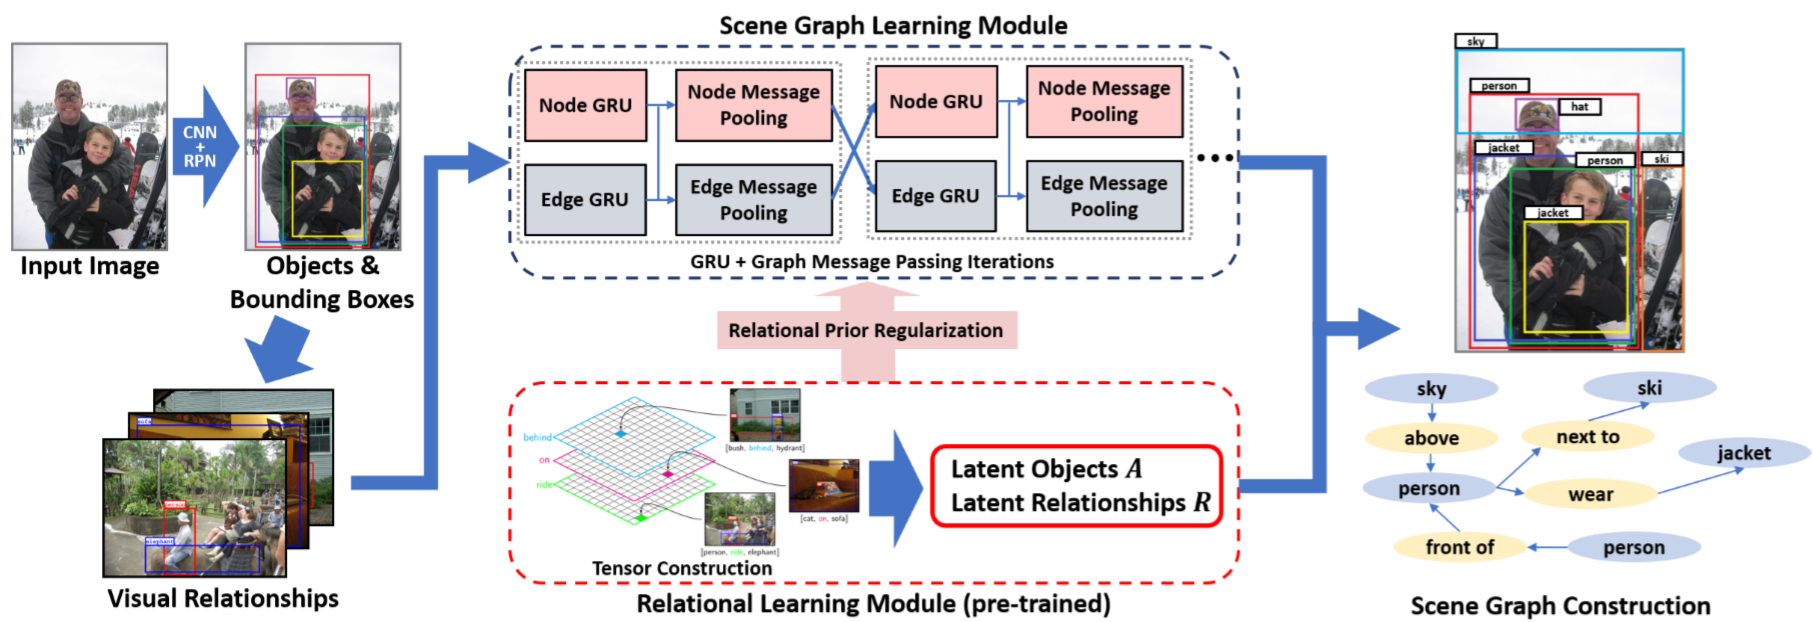 Scene Graph Learning Module
CNN
+
RPN
Input Image
Objects &
Bounding Boxes
Node GRU
Node Message
Pooling
Edge GRU
Edge Message
Pooling
Node GRU
Node Message
Pooling
Edge GRU
Edge Message
Pooling
...
GRU + Graph Message Passing Iterations
Relational Prior Regularization
behind
on
ride
[bush, behind, hydrant]
[cat, on, sofa]
[person, ride, elephant]
Tensor Construction
Latent Objects A
Latent Relationships R
Relational Learning Module (pre-trained)
sofa
person
elephant
Visual Relationships
sky
person
hat
jacket
person
ski
jacket
sky
ski
above
next to
jacket
person
wear
front of
person
Scene Graph Construction